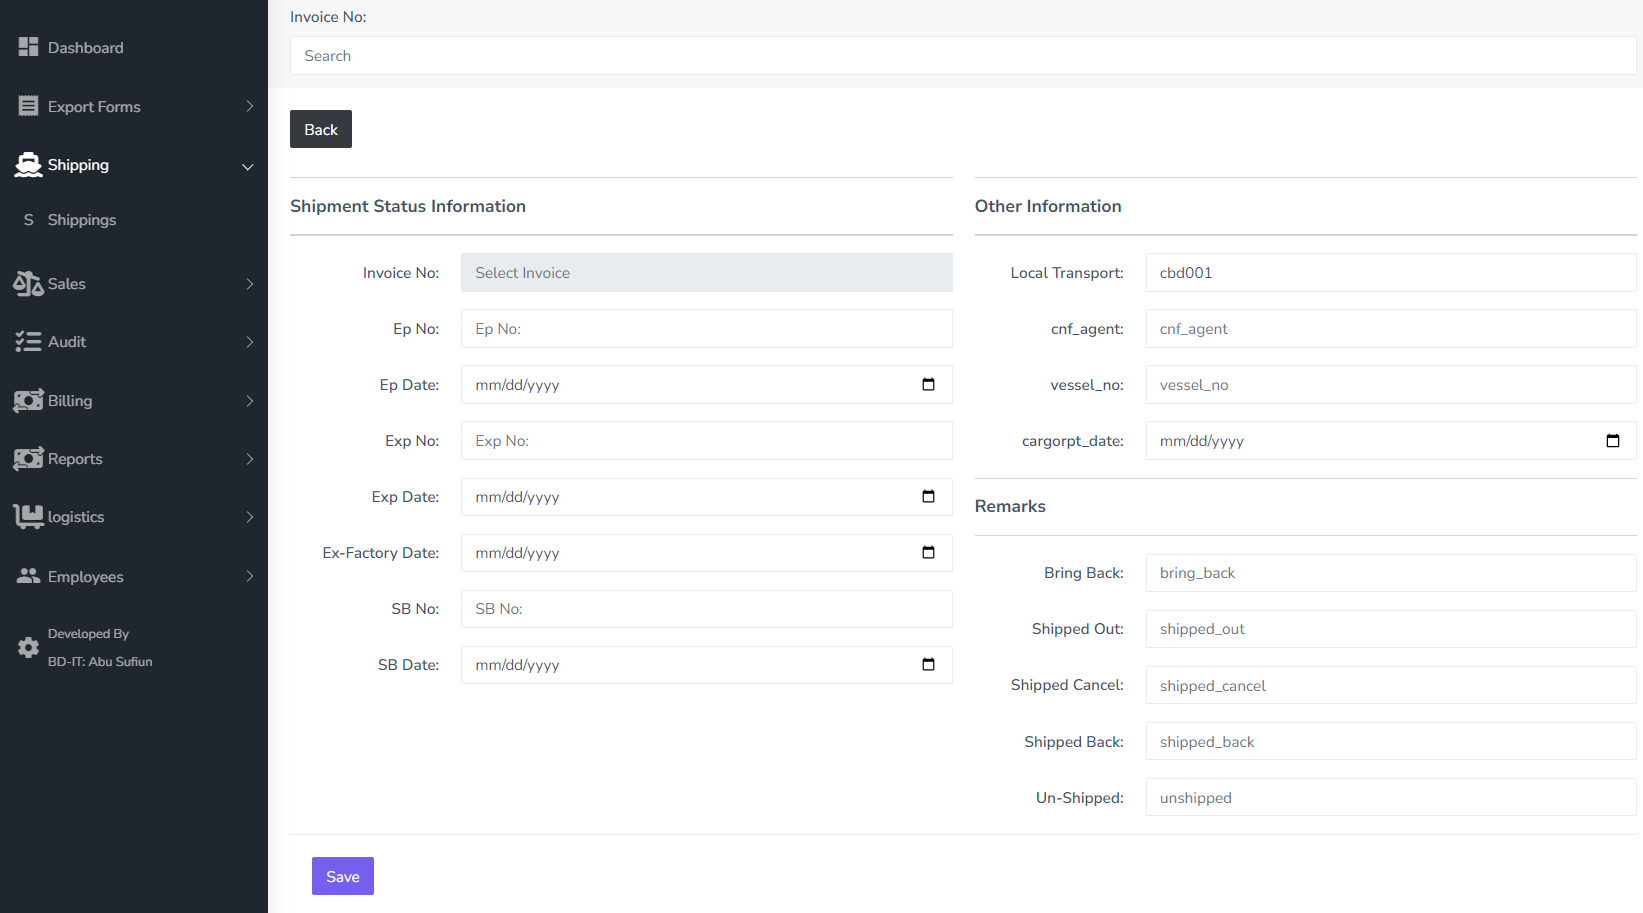 Dashboard
Export Forms
Shipping
S Shippings
Sales
Audit
Billing
Reports
logistics
Employees
Developed By
BD-IT: Abu Sufiun
Invoice No:
Search
Back
Shipment Status Information
Invoice No: Select Invoice
Ep No: Ep No:
Ep Date: mm/dd/yyyy
Exp No: Exp No:
Exp Date: mm/dd/yyyy
Ex-Factory Date: mm/dd/yyyy
SB No: SB No:
SB Date: mm/dd/yyyy
Other Information
Local Transport: cbd001
cnf_agent: cnf_agent
vessel_no: vessel_no
cargorpt_date: mm/dd/yyyy
Remarks
Bring Back: bring_back
Shipped Out: shipped_out
Shipped Cancel: shipped_cancel
Shipped Back: shipped_back
Un-Shipped: unshipped
Save